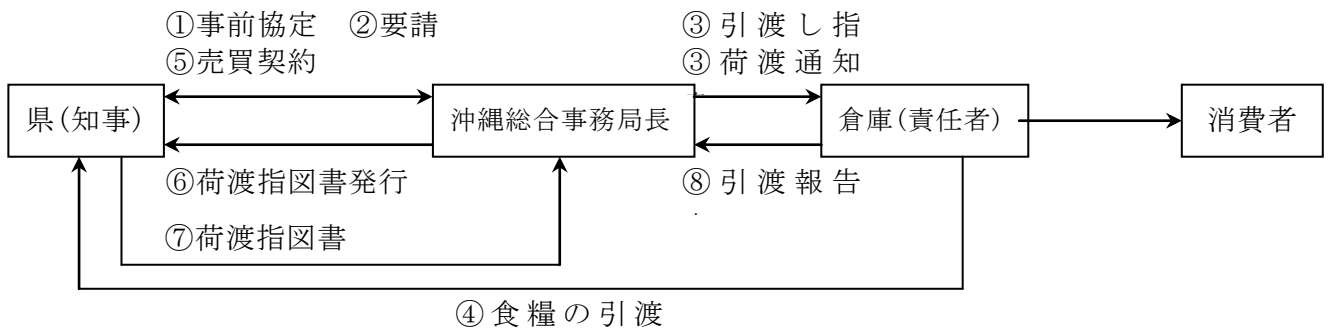 ①事前協定　②要請
⑤売買契約
③引渡し指
③荷渡通知
県(知事)
沖縄総合事務局長
倉庫(責任者)
消費者
⑥荷渡指図書発行
⑧引渡報告
⑦荷渡指図書
④食糧の引渡